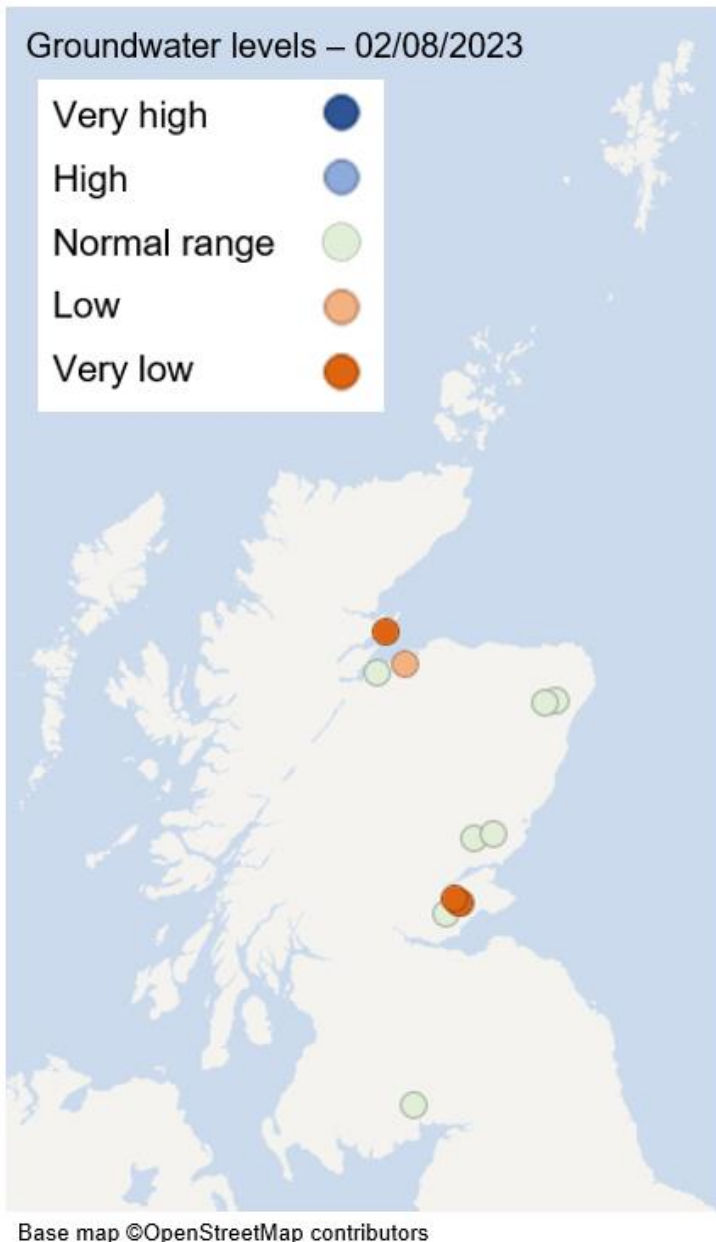 Groundwater levels – 02/08/2023
Very high
High
Normal range
Low
Very low
Base map ©OpenStreetMap contributors